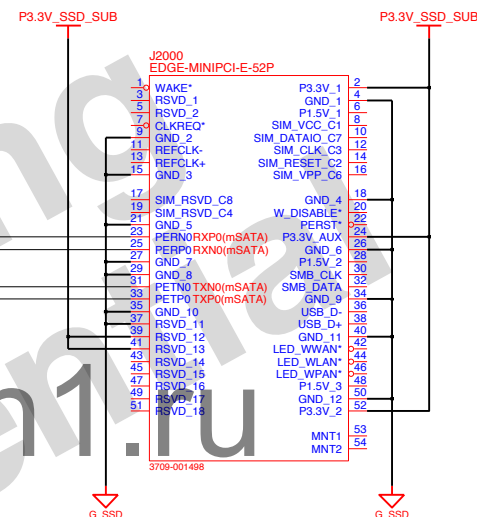 P3.3V_SSD_SUB P3.3V_SSD_SUB
J2000
EDGE-MINIPCI-E-52P
1 WAKE* P3.3V_1 2
3 RSVD_1 GND_1 4
5 RSVD_2 P1.5V_1 6
7 CLKREQ* SIM_VCC_C1 8
9 GND_2 SIM_DATAIO_C7 10
11 REFCLK- SIM_CLK_C3 12
13 REFCLK+ SIM_RESET_C2 14
15 GND_3 SIM_VPP_C6 16
17 SIM_RSVD_C8 GND_4 18
19 SIM_RSVD_C4 W_DISABLE* 20
21 GND_5 PERST* 22
23 PERN0 RXP0(mSATA) P3.3V_AUX 24
25 PERP0 RXN0(mSATA) GND_6 26
27 GND_7 P1.5V_2 28
29 GND_8 SMB_CLK 30
31 PETN0 TXN0(mSATA) SMB_DATA 32
33 PETP0 TXP0(mSATA) GND_9 34
35 GND_10 USB_D- 36
37 RSVD_11 USB_D+ 38
39 RSVD_12 GND_11 40
41 RSVD_13 LED_WWAN* 42
43 RSVD_14 LED_WLAN* 44
45 RSVD_15 LED_WPAN* 46
47 RSVD_16 P1.5V_3 48
49 RSVD_17 GND_12 50
51 RSVD_18 P3.3V_2 52
MNT1 53
MNT2 54
3709-001498
G_SSD G_SSD
n1.ru